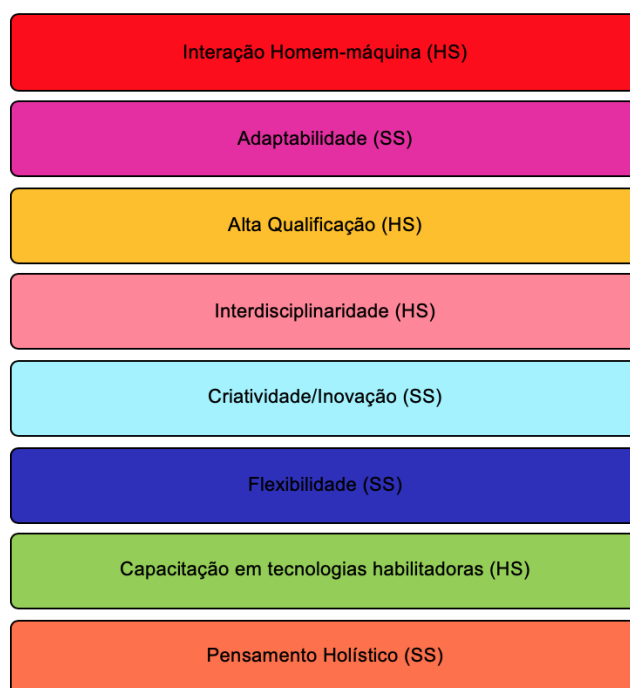 Interação Homem-máquina (HS)
Adaptabilidade (SS)
Alta Qualificação (HS)
Interdisciplinaridade (HS)
Criatividade/Inovação (SS)
Flexibilidade (SS)
Capacitação em tecnologias habilitadoras (HS)
Pensamento Holístico (SS)